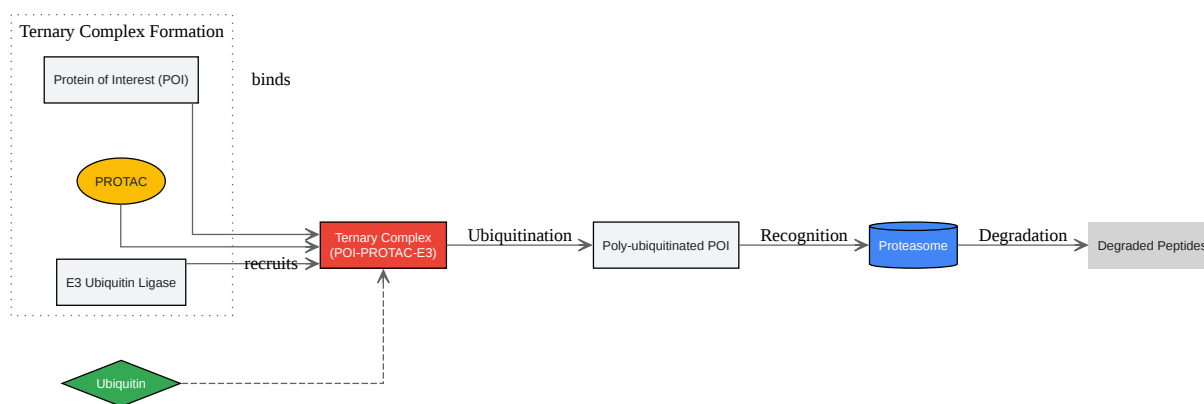 Ternary Complex Formation
Protein of Interest (POI)
binds
PROTAC
Ternary Complex
(POI-PROTAC-E3)
Ubiquitination
Poly-ubiquitinated POI
Recognition
Proteasome
Degradation
Degraded Peptides
recruits
E3 Ubiquitin Ligase
Ubiquitin